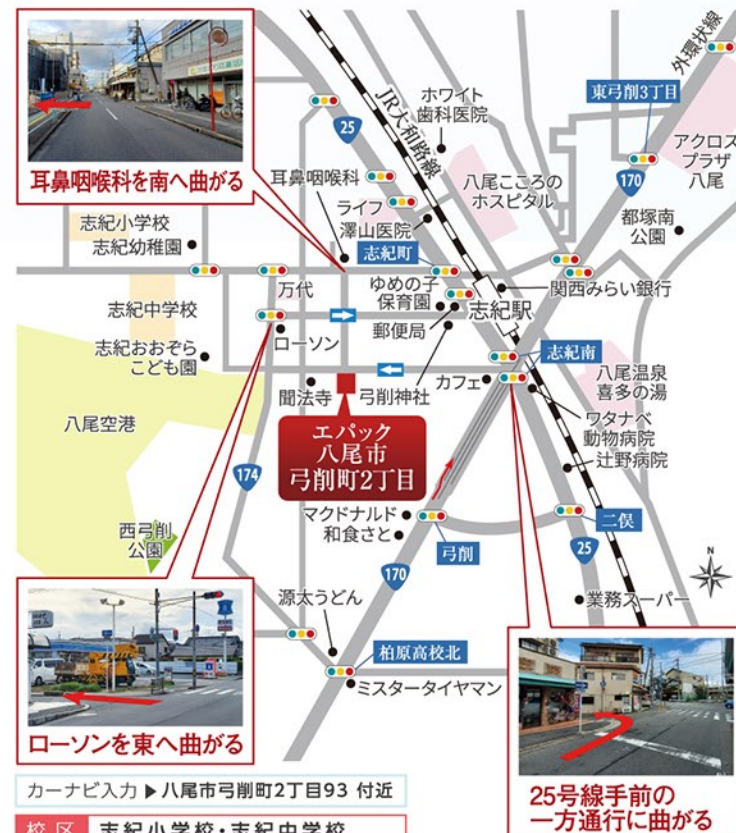 耳鼻咽喉科を南へ曲がる
外環状線
25
JR大和路線
ホワイト
歯科医院
東弓削3丁目
170
アクロス
プラザ
八尾
耳鼻咽喉科
ライフ
澤山医院
八尾こころの
ホスピタル
都塚南
公園
志紀小学校
志紀幼稚園
志紀町
万代
ゆめの子
保育園
志紀駅
関西みらい銀行
志紀中学校
郵便局
ローソン
志紀おおぞら
こども園
志紀南
聞法寺
弓削神社
カフェ
八尾温泉
喜多の湯
八尾空港
エバック
八尾市
弓削町2丁目
ワタナベ
動物病院
辻野病院
174
マクドナルド
和食さと
弓削
二俣
西弓削
公園
170
25
N
源太うどん
業務スーパー
柏原高校北
ミスタータイヤマン
ローソンを東へ曲がる
25号線手前の
一方通行に曲がる
カーナビ入力 ▶ 八尾市弓削町2丁目93 付近
校区 志紀小学校・志紀中学校